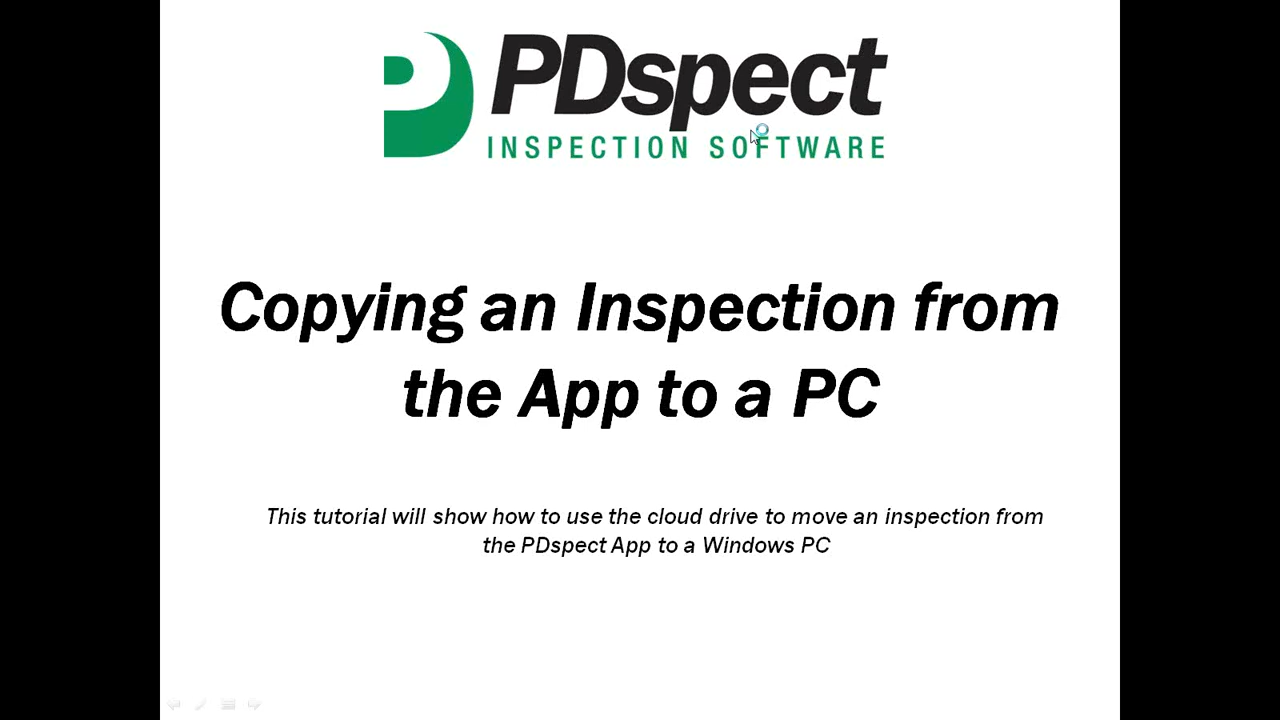 PDspect
INSPECTION SOFTWARE
Copying an Inspection from
the App to a PC
This tutorial will show how to use the cloud drive to move an inspection from
the PDspect App to a Windows PC